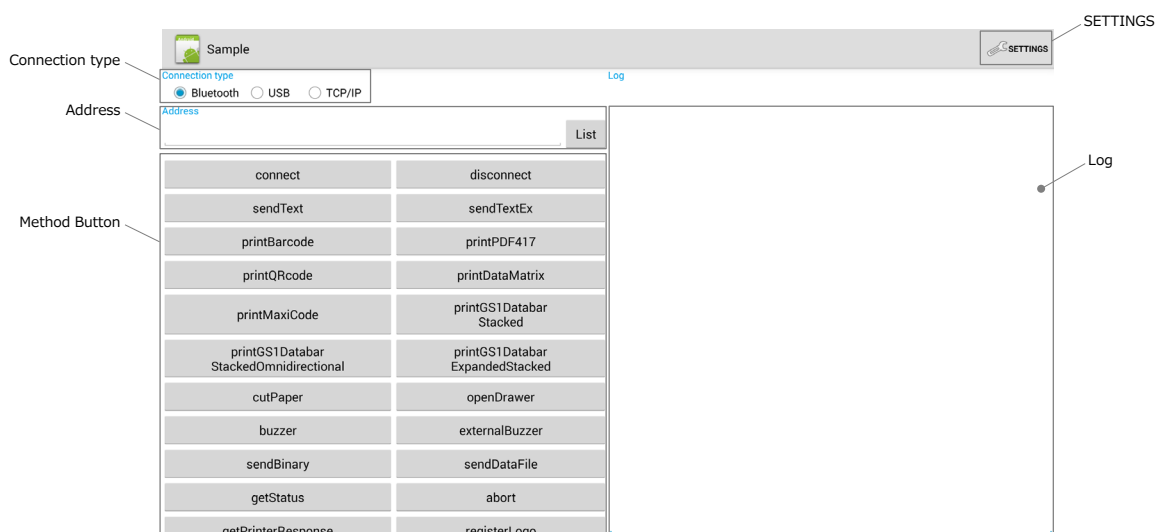 SETTINGS
Sample
SETTINGS
Connection type
Connection type
Log
Bluetooth USB TCP/IP
Address
Address
List
Log
Method Button
connect disconnect
sendText sendTextEx
printBarcode printPDF417
printQRcode printDataMatrix
printMaxiCode
printGS1Databar
Stacked
printGS1Databar
StackedOmnidirectional
printGS1Databar
ExpandedStacked
cutPaper openDrawer
buzzer externalBuzzer
sendBinary sendDataFile
getStatus abort
getPrinterResponse registerLogo